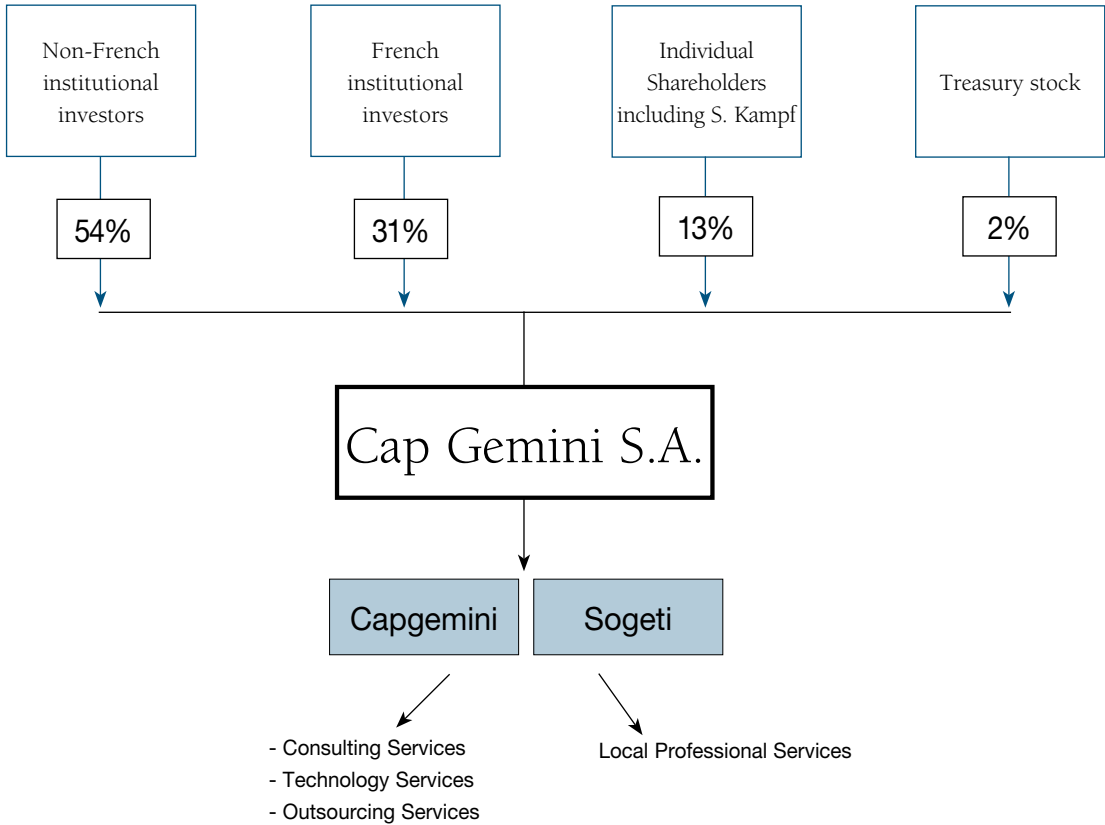 Non-French
institutional
investors
French
institutional
investors
Individual
Shareholders
including S. Kampf
Treasury stock
54%
31%
13%
2%
Cap Gemini S.A.
Capgemini
Sogeti
- Consulting Services
- Technology Services
- Outsourcing Services
Local Professional Services